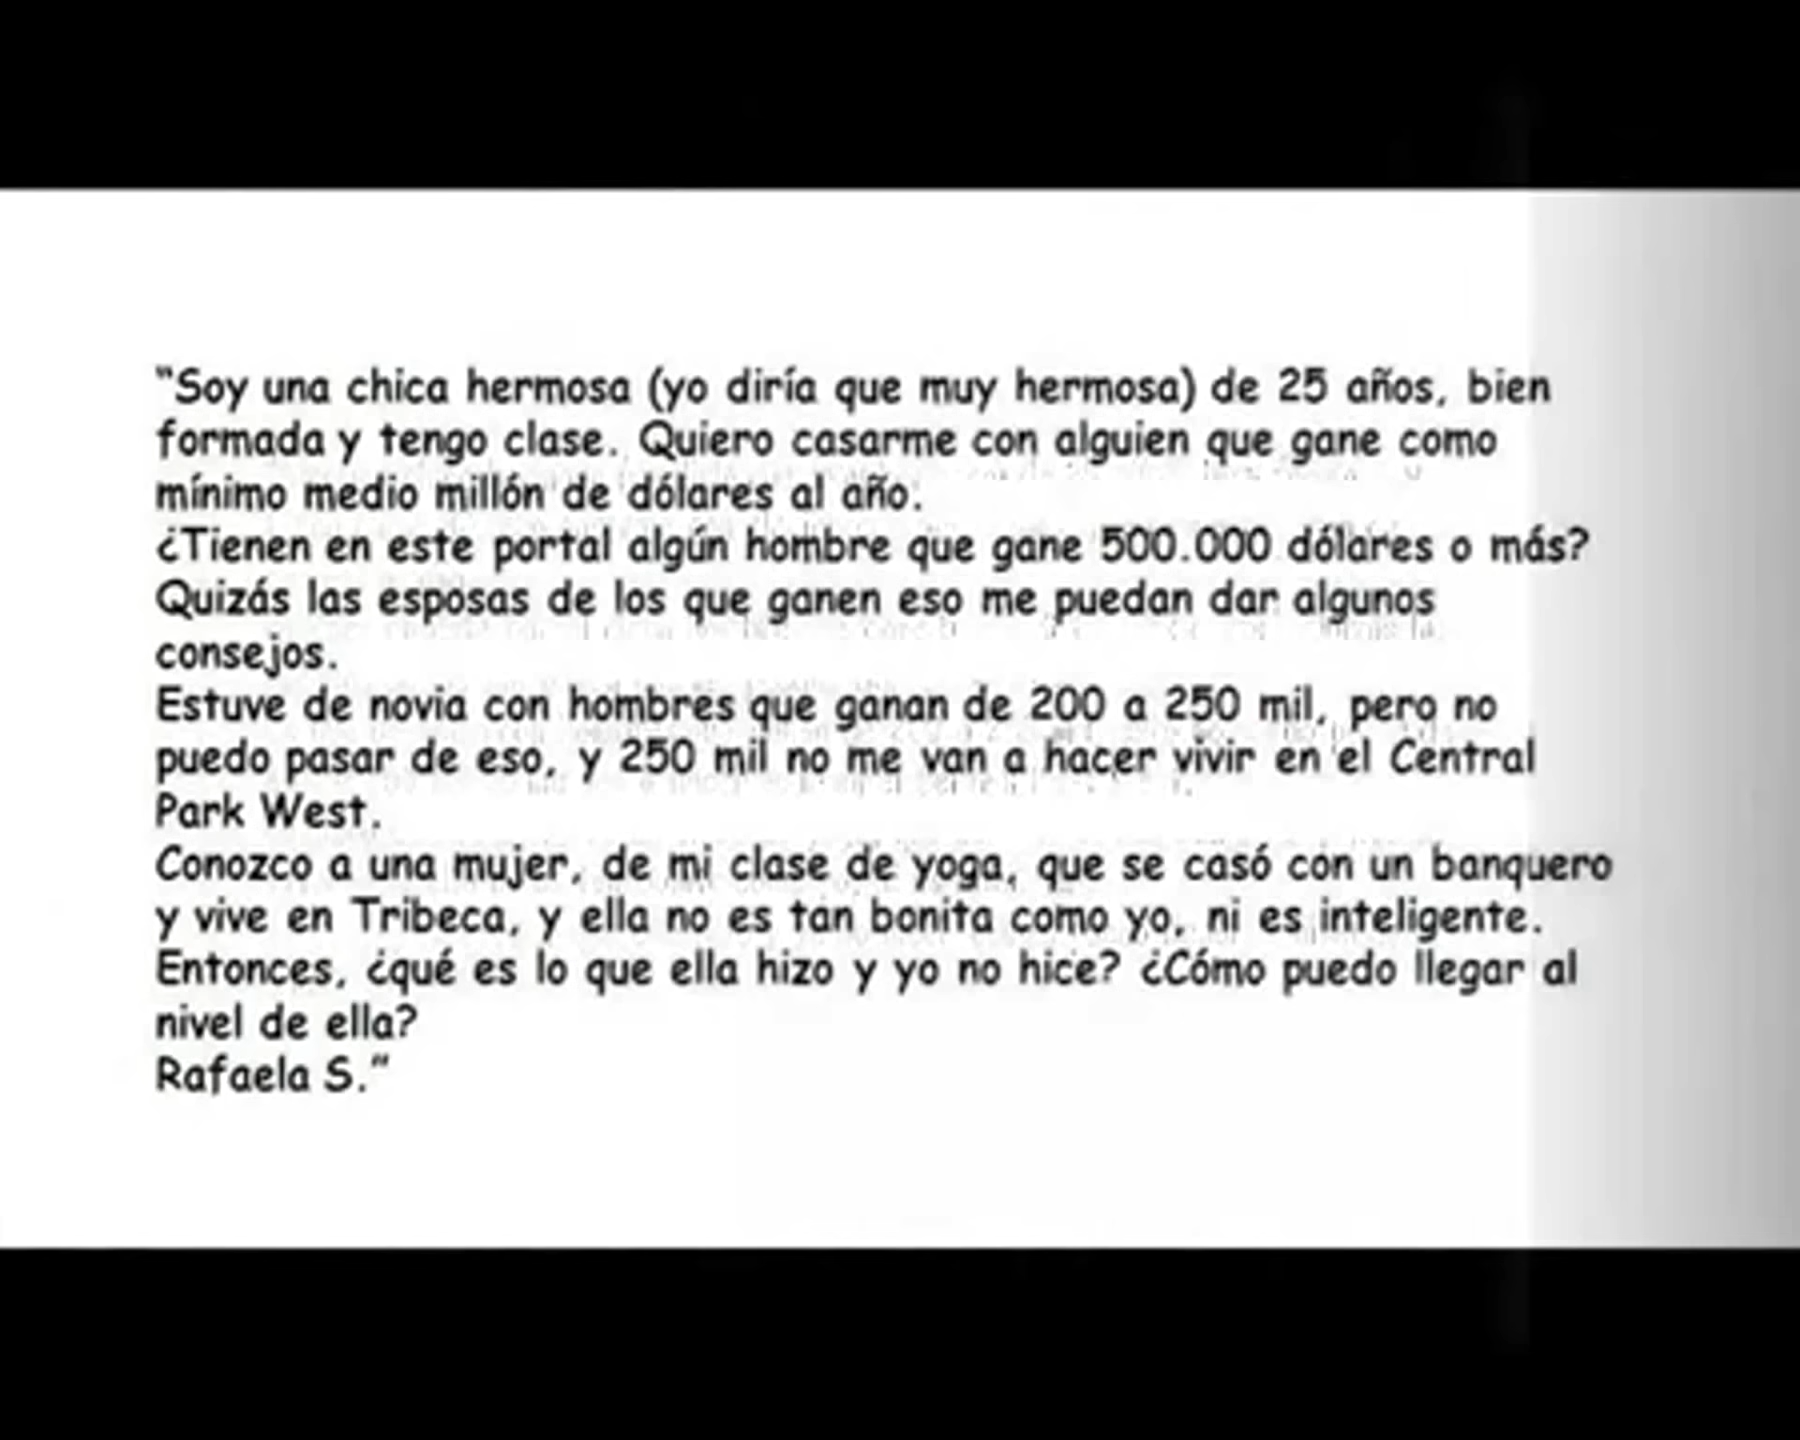 "Soy una chica hermosa (yo diría que muy hermosa) de 25 años, bien
formada y tengo clase. Quiero casarme con alguien que gane como
mínimo medio millón de dólares al año.
¿Tienen en este portal algún hombre que gane 500.000 dólares o más?
Quizás las esposas de los que ganen eso me puedan dar algunos
consejos.
Estuve de novia con hombres que ganan de 200 a 250 mil, pero no
puedo pasar de eso, y 250 mil no me van a hacer vivir en el Central
Park West.
Conozco a una mujer, de mi clase de yoga, que se casó con un banquero
y vive en Tribeca, y ella no es tan bonita como yo, ni es inteligente.
Entonces, ¿qué es lo que ella hizo y yo no hice? ¿Cómo puedo llegar al
nivel de ella?
Rafaela S."